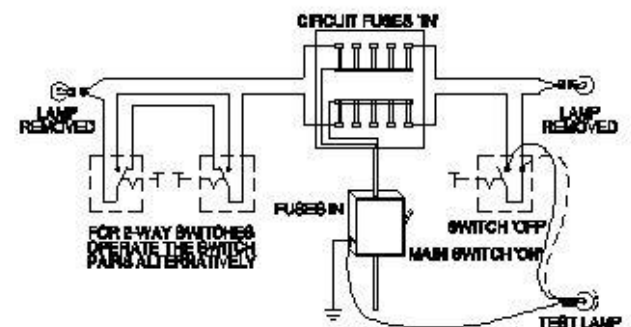 CIRCUIT FUSES 'IN'
LAMP
REMOVED
LAMP
REMOVED
FUSES IN
SWITCH 'OFF'
FOR 2-WAY SWITCHES
OPERATE THE SWITCH
PAIRS ALTERNATIVELY
MAIN SWITCH 'ON'
TEST LAMP